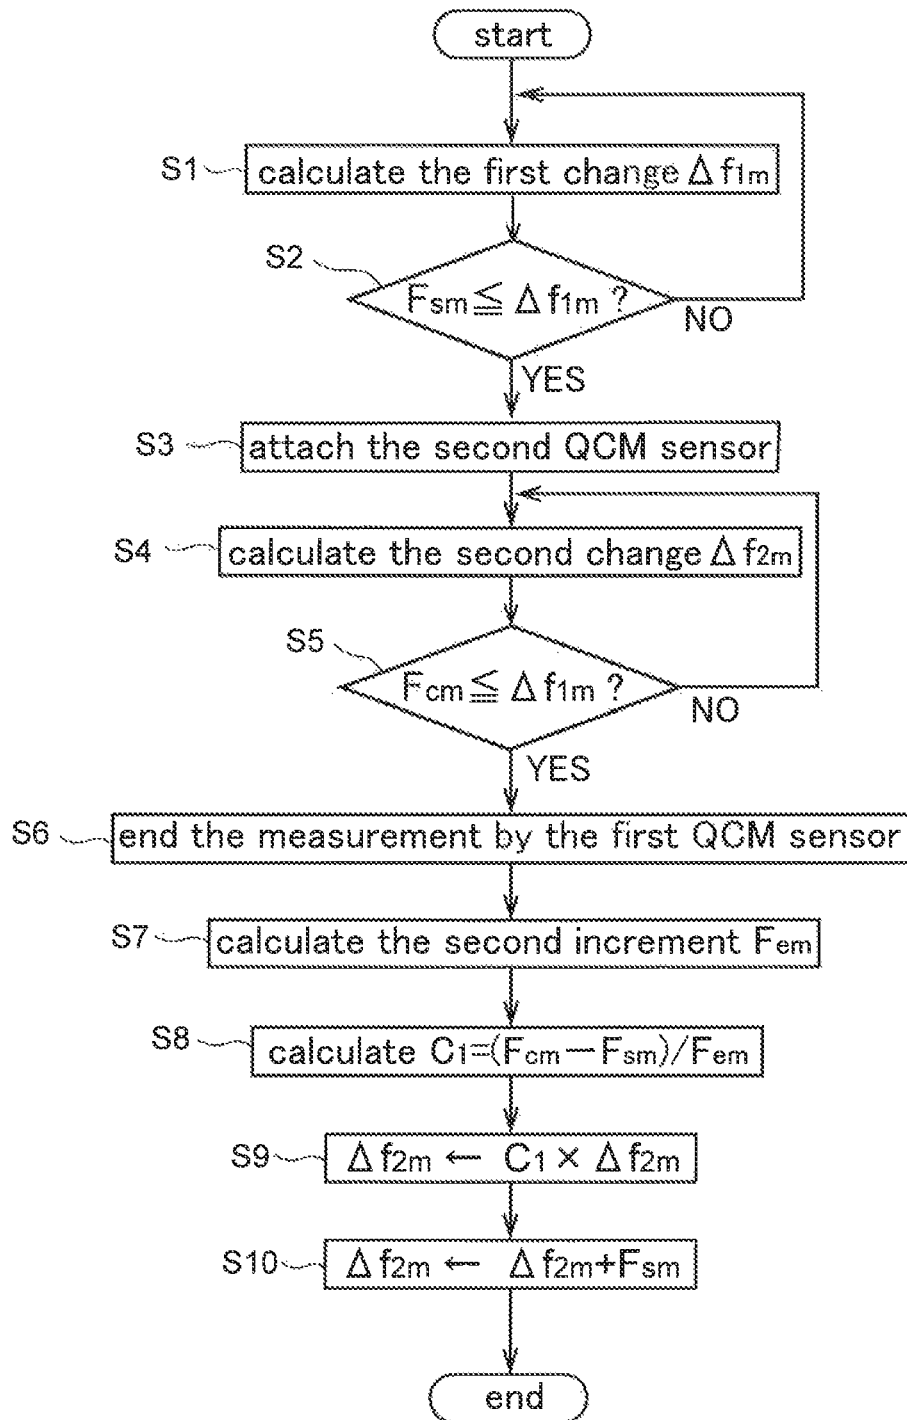 start
S1
calculate the first change Δf1m
S2
Fsm≦Δf1m?
NO
YES
S3
attach the second QCM sensor
S4
calculate the second change Δf2m
S5
Fcm≦Δf1m?
NO
YES
S6
end the measurement by the first QCM sensor
S7
calculate the second increment Fem
S8
calculate C1=(Fcm−Fsm)/Fem
S9
Δf2m ← C1×Δf2m
S10
Δf2m ← Δf2m+Fsm
end